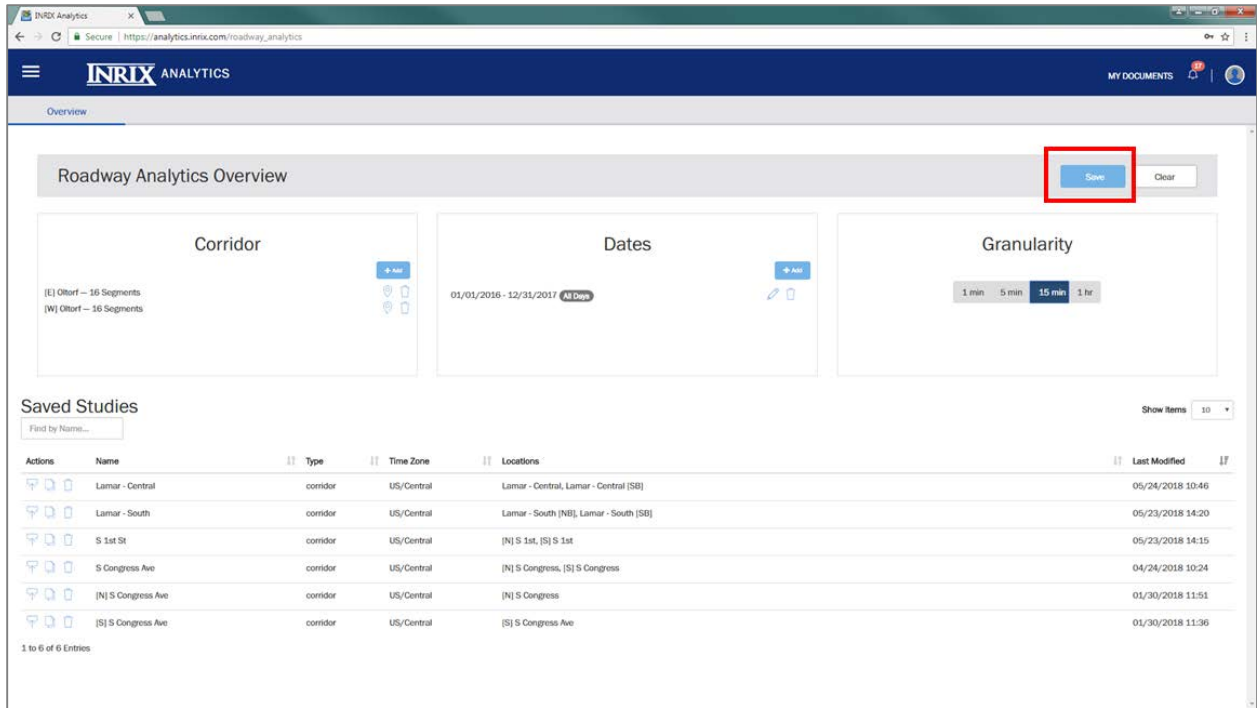 INRIX Analytics
Secure | https://analytics.inrix.com/roadway_analytics
INRIX ANALYTICS
MY DOCUMENTS 27
Overview
Roadway Analytics Overview
Save
Clear
Corridor
+ Add
[E] Oltorf – 16 Segments
[W] Oltorf – 16 Segments
Dates
+ Add
01/01/2016 - 12/31/2017 All Days
Granularity
1 min 5 min 15 min 1 hr
Saved Studies
Show Items 10
Find by Name...
Actions Name Type Time Zone Locations Last Modified
Lamar - Central corridor US/Central Lamar - Central, Lamar - Central [SB] 05/24/2018 10:46
Lamar - South corridor US/Central Lamar - South [NB], Lamar - South [SB] 05/23/2018 14:20
S 1st St corridor US/Central [N] S 1st, [S] S 1st 05/23/2018 14:15
S Congress Ave corridor US/Central [N] S Congress, [S] S Congress 04/24/2018 10:24
[N] S Congress Ave corridor US/Central [N] S Congress 01/30/2018 11:51
[S] S Congress Ave corridor US/Central [S] S Congress Ave 01/30/2018 11:36
1 to 6 of 6 Entries